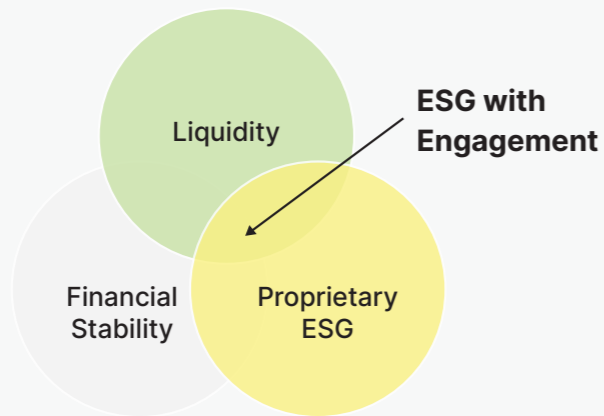 ESG with
Engagement
Liquidity
Financial
Stability
Proprietary
ESG